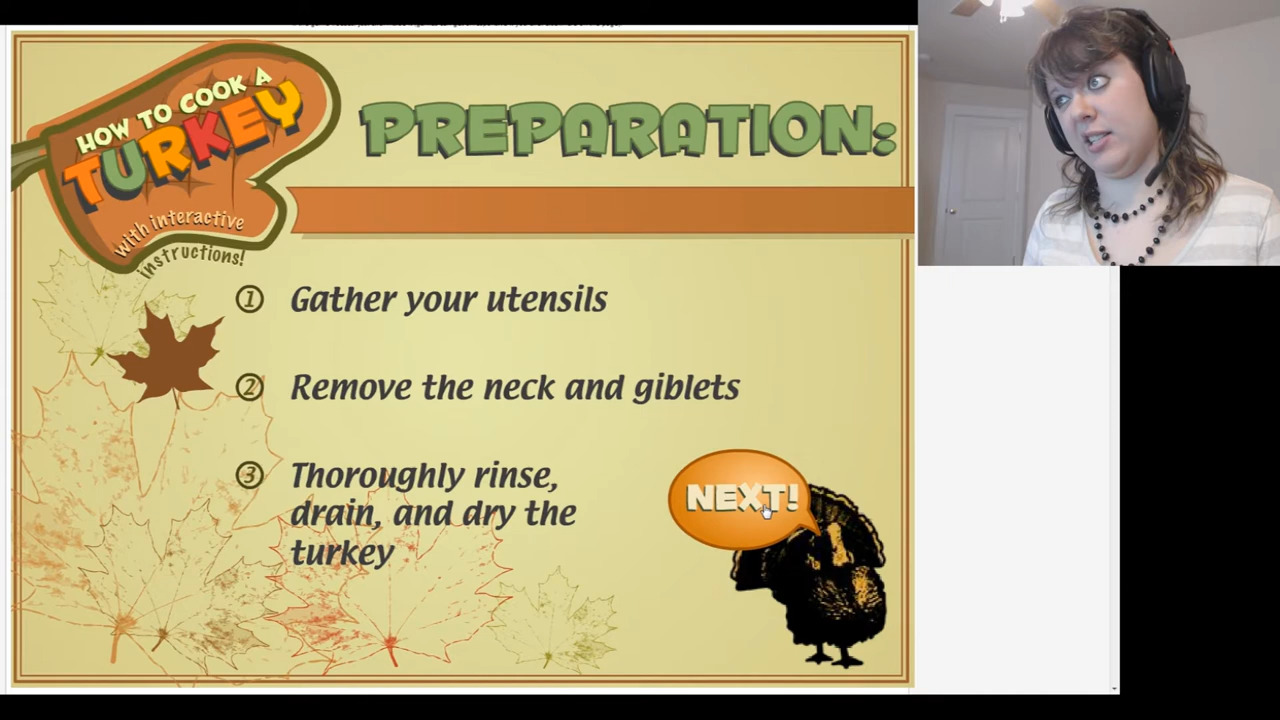 HOW TO COOK A
TURKEY
with interactive
instructions!
PREPARATION:
1 Gather your utensils
2 Remove the neck and giblets
3 Thoroughly rinse,
drain, and dry the
turkey
NEXT!